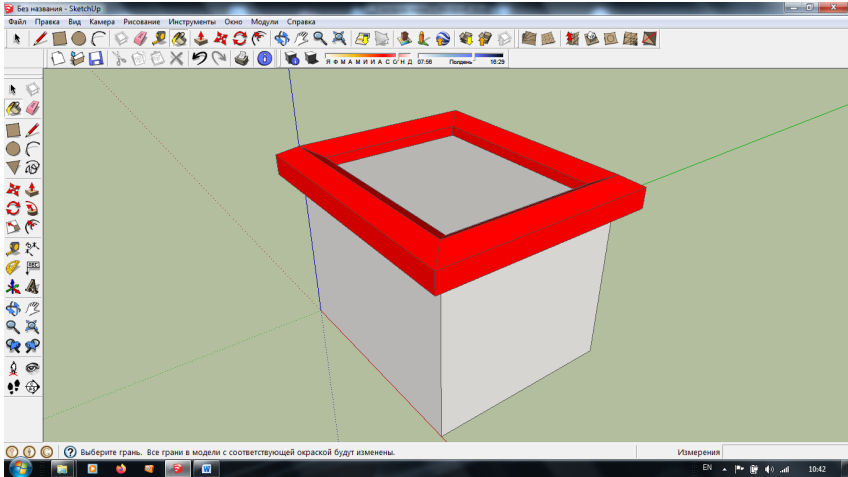 Без названия - SketchUp
Файл Правка Вид Камера Рисование Инструменты Окно Модули Справка
Я Ф М А М И И А С О Н Д 07:56 Полдень 16:29
ABC
Выберите грань. Все грани в модели с соответствующей окраской будут изменены.
Измерения
EN
10:42